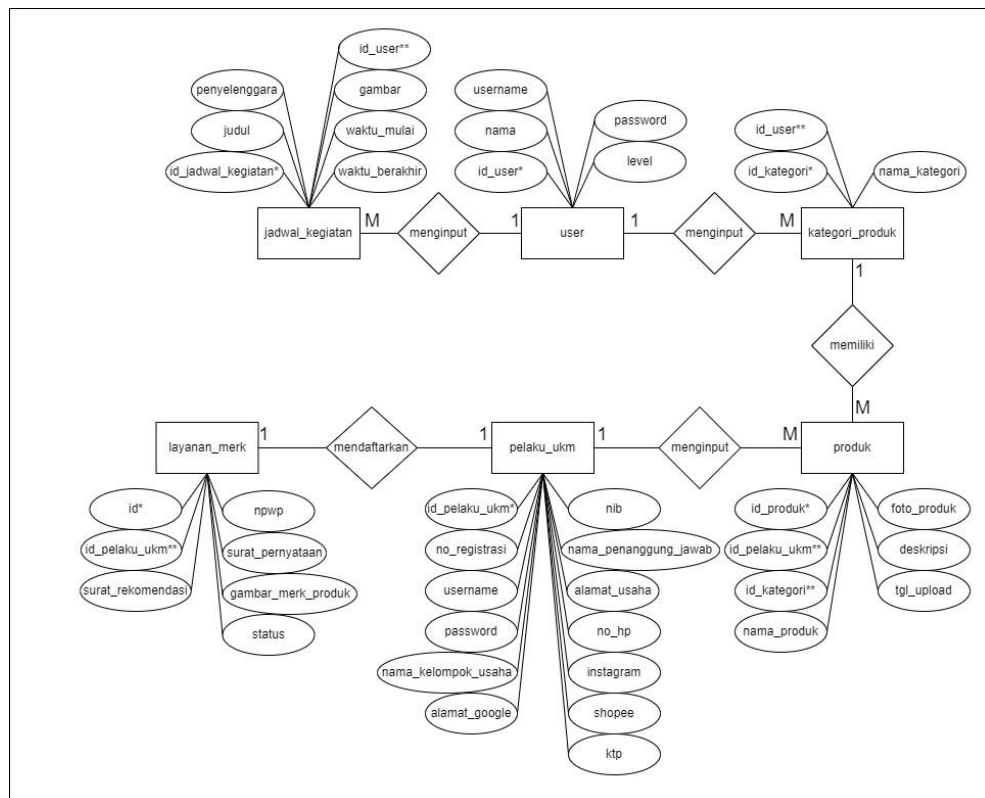 id_user**
penyelenggara
gambar
judul
waktu_mulai
id_jadwal_kegiatan*
waktu_berakhir
jadwal_kegiatan
M
menginput
1
username
password
nama
level
id_user*
user
1
menginput
M
id_user**
id_kategori*
nama_kategori
kategori_produk
1
memiliki
M
layanan_merk
1
mendaftarkan
1
pelaku_ukm
1
menginput
M
produk
id*
npwp
id_pelaku_ukm**
surat_pernyataan
surat_rekomendasi
gambar_merk_produk
status
id_pelaku_ukm*
nib
no_registrasi
nama_penanggung_jawab
username
alamat_usaha
password
no_hp
nama_kelompok_usaha
instagram
alamat_google
shopee
ktp
id_produk*
foto_produk
id_pelaku_ukm**
deskripsi
id_kategori**
tgl_upload
nama_produk